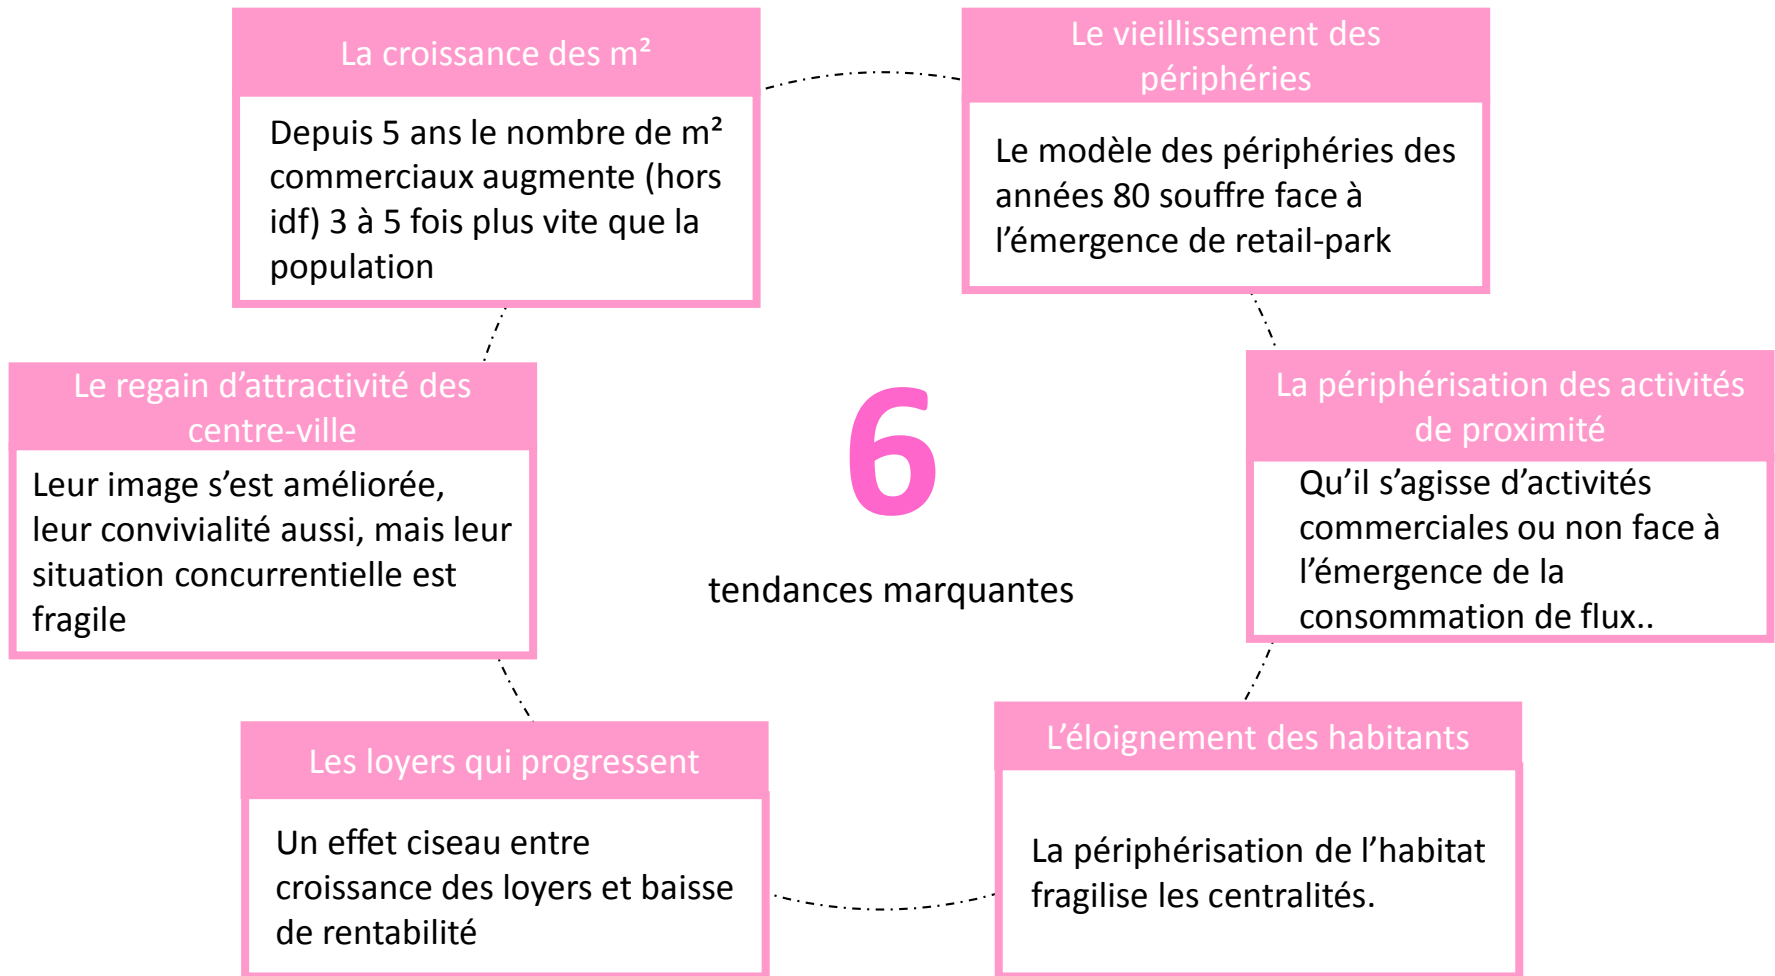 La croissance des m²
Depuis 5 ans le nombre de m²
commerciaux augmente (hors
idf) 3 à 5 fois plus vite que la
population
Le vieillissement des
périphéries
Le modèle des périphéries des
années 80 souffre face à
l’émergence de retail-park
Le regain d’attractivité des
centre-ville
Leur image s’est améliorée,
leur convivialité aussi, mais leur
situation concurrentielle est
fragile
6
tendances marquantes
La périphérisation des activités
de proximité
Qu’il s’agisse d’activités
commerciales ou non face à
l’émergence de la
consommation de flux..
Les loyers qui progressent
Un effet ciseau entre
croissance des loyers et baisse
de rentabilité
L’éloignement des habitants
La périphérisation de l’habitat
fragilise les centralités.